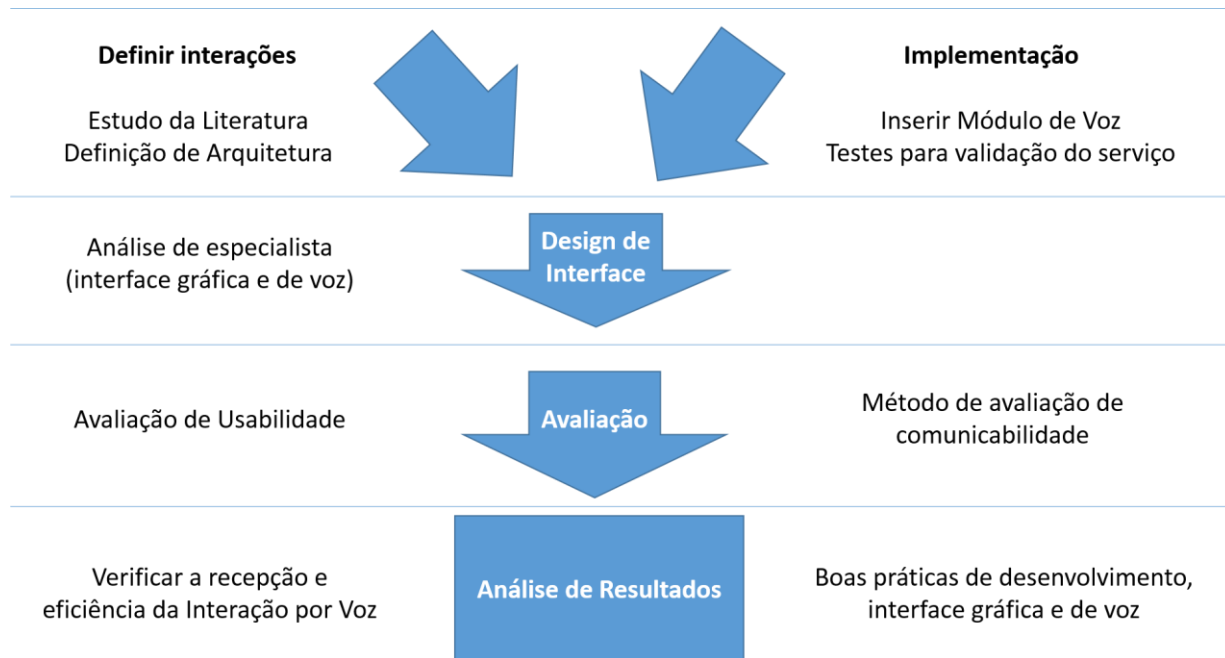 Definir interações
Estudo da Literatura
Definição de Arquitetura
Implementação
Inserir Módulo de Voz
Testes para validação do serviço
Análise de especialista
(interface gráfica e de voz)
Design de
Interface
Avaliação de Usabilidade
Avaliação
Método de avaliação de
comunicabilidade
Verificar a recepção e
eficiência da Interação por Voz
Análise de Resultados
Boas práticas de desenvolvimento,
interface gráfica e de voz